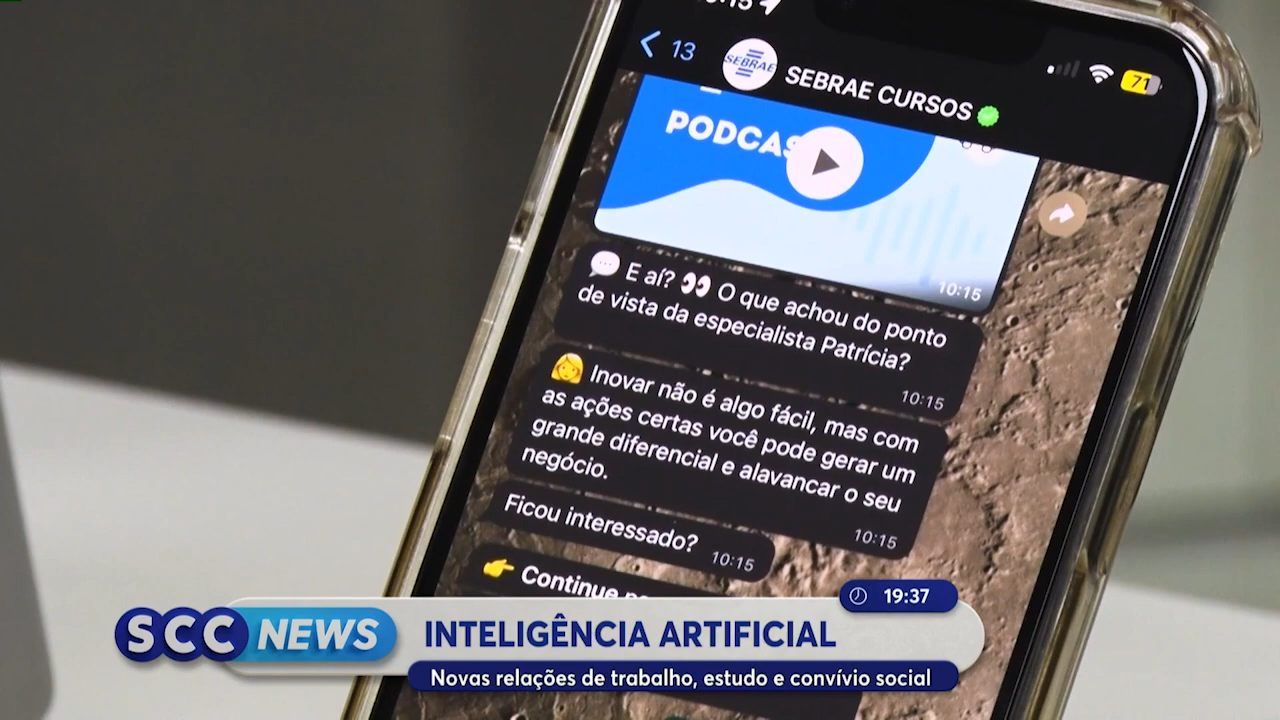 13
SEBRAE
SEBRAE CURSOS
71
PODCAS
10:15
E aí? 👀 O que achou do ponto
de vista da especialista Patrícia?
10:15
Inovar não é algo fácil, mas com
as ações certas você pode gerar um
grande diferencial e alavancar o seu
negócio.
10:15
Ficou interessado?
10:15
Continue
19:37
SCC NEWS
INTELIGÊNCIA ARTIFICIAL
Novas relações de trabalho, estudo e convívio social